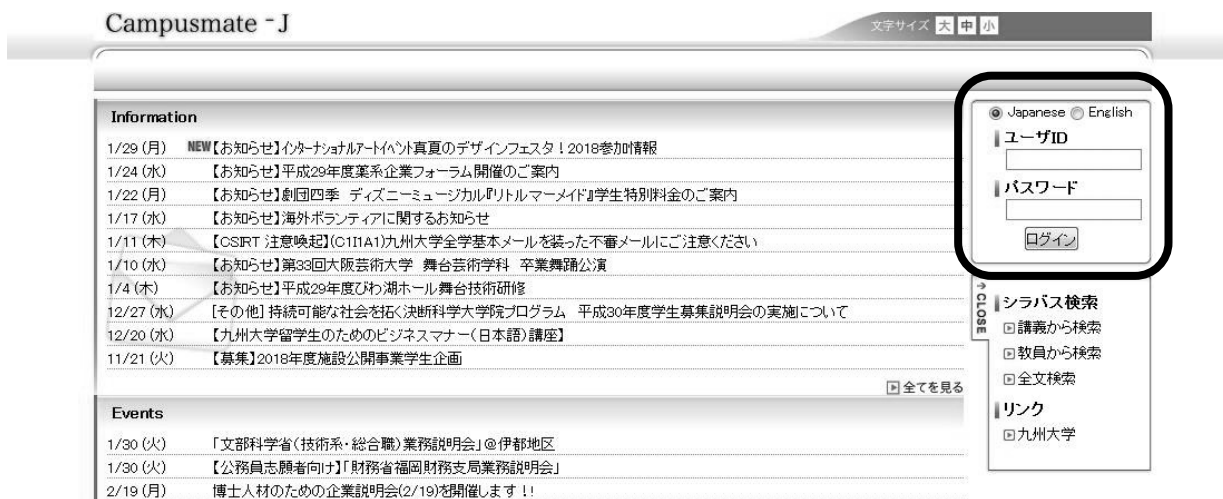 Campusmate-J
文字サイズ 大 中 小
Information
1/29(月) NEW【お知らせ】インターナショナルアートイベント真夏のデザインフェスタ!2018参加情報
1/24(水) 【お知らせ】平成29年度薬系企業フォーラム開催のご案内
1/22(月) 【お知らせ】劇団四季 ディズニーミュージカル『リトルマーメイド』学生特別料金のご案内
1/17(水) 【お知らせ】海外ボランティアに関するお知らせ
1/11(木) 【CSIRT 注意喚起】(C1I1A1)九州大学全学基本メールを装った不審メールにご注意ください
1/10(水) 【お知らせ】第33回大阪芸術大学 舞台芸術学科 卒業舞踊公演
1/4(木) 【お知らせ】平成29年度びわ湖ホール舞台技術研修
12/27(水) [その他] 持続可能な社会を拓く決断科学大学院プログラム 平成30年度学生募集説明会の実施について
12/20(水) 【九州大学留学生のためのビジネスマナー(日本語)講座】
11/21(火) 【募集】2018年度施設公開事業学生企画
全てを見る
Events
1/30(火) 「文部科学省(技術系・総合職)業務説明会」@伊都地区
1/30(火) 【公務員志願者向け】「財務省福岡財務支局業務説明会」
2/19(月) 博士人材のための企業説明会(2/19)を開催します!!
Japanese English
ユーザID
パスワード
ログイン
→CLOSE
シラバス検索
講義から検索
教員から検索
全文検索
リンク
九州大学